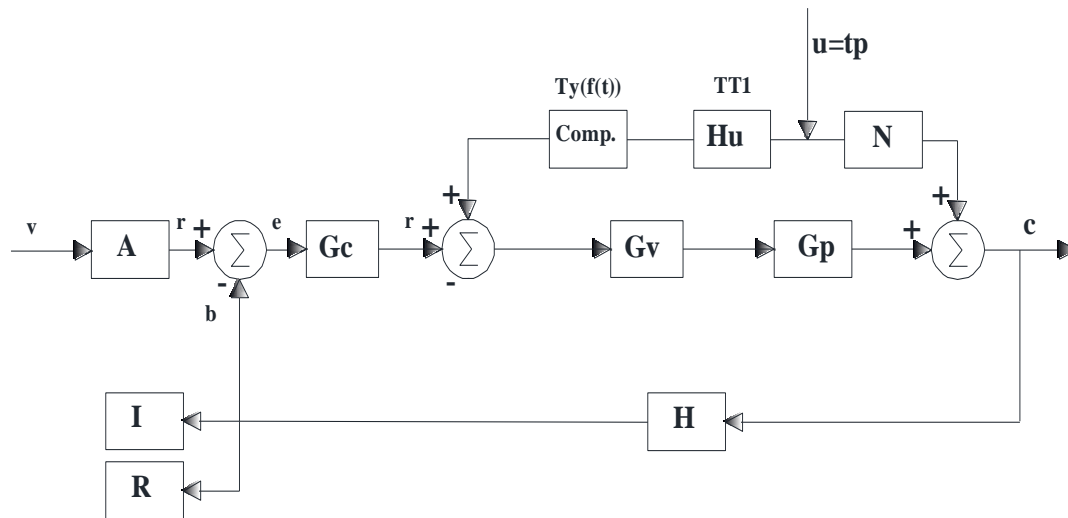 u=tp
Ty(f(t))
TT1
Comp.
Hu
N
+
+
v
A
r
+
Σ
e
Gc
r
+
Σ
Gv
Gp
+
Σ
c
-
-
b
I
H
R